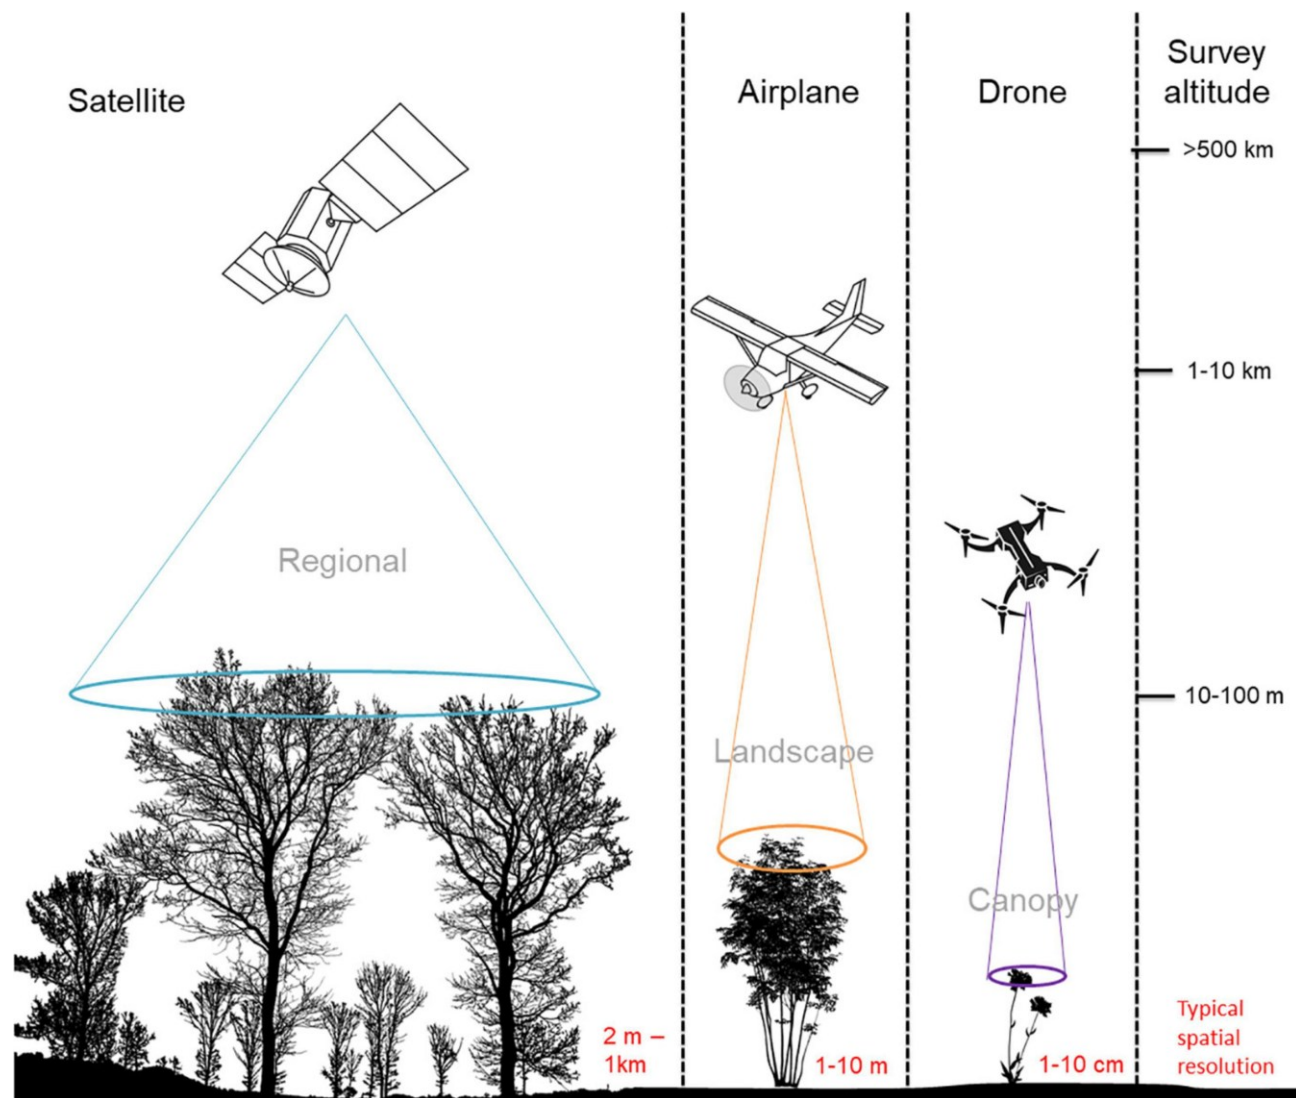 Satellite
Airplane
Drone
Survey
altitude
>500 km
1-10 km
10-100 m
Regional
Landscape
Canopy
2 m –
1km
1-10 m
1-10 cm
Typical
spatial
resolution